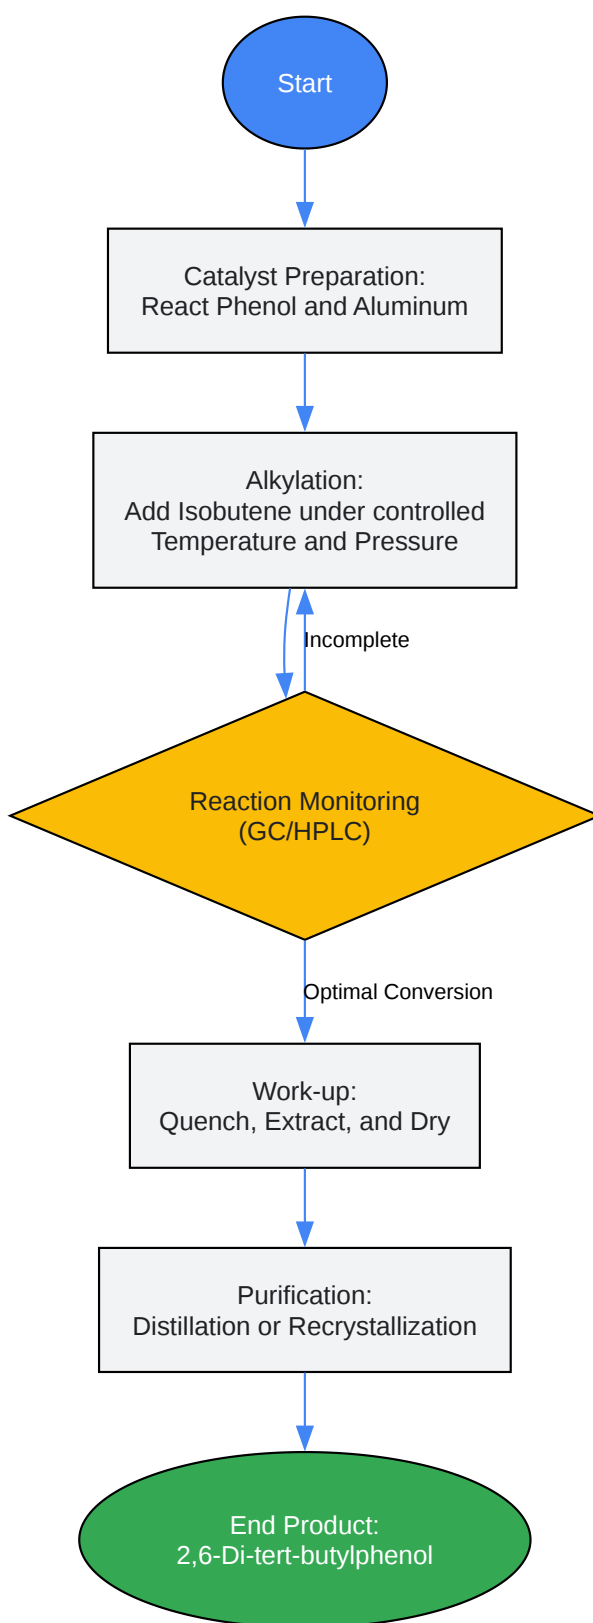 Start
Catalyst Preparation:
React Phenol and Aluminum
Alkylation:
Add Isobutene under controlled
Temperature and Pressure
Incomplete
Reaction Monitoring
(GC/HPLC)
Optimal Conversion
Work-up:
Quench, Extract, and Dry
Purification:
Distillation or Recrystallization
End Product:
2,6-Di-tert-butylphenol